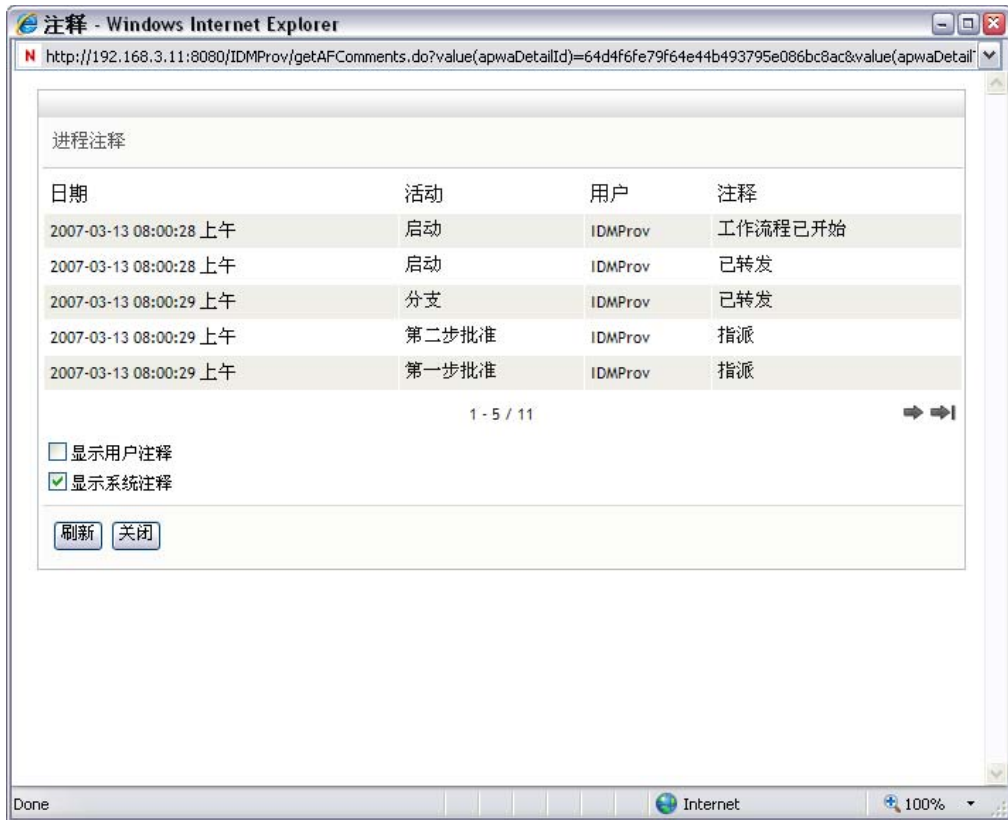 注释 - Windows Internet Explorer
http://192.168.3.11:8080/IDMProv/getAFComments.do?value(apwaDetailId)=64d4f6fe79f64e44b493795e086bc8ac&value(apwaDetail
进程注释
日期 活动 用户 注释
2007-03-13 08:00:28 上午 启动 IDMProv 工作流程已开始
2007-03-13 08:00:28 上午 启动 IDMProv 已转发
2007-03-13 08:00:29 上午 分支 IDMProv 已转发
2007-03-13 08:00:29 上午 第二步批准 IDMProv 指派
2007-03-13 08:00:29 上午 第一步批准 IDMProv 指派
1 - 5 / 11
显示用户注释
显示系统注释
刷新 关闭
Done Internet 100%